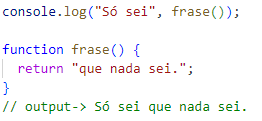 console.log("Só sei", frase());
function frase() {
return "que nada sei.";
}
// output-> Só sei que nada sei.